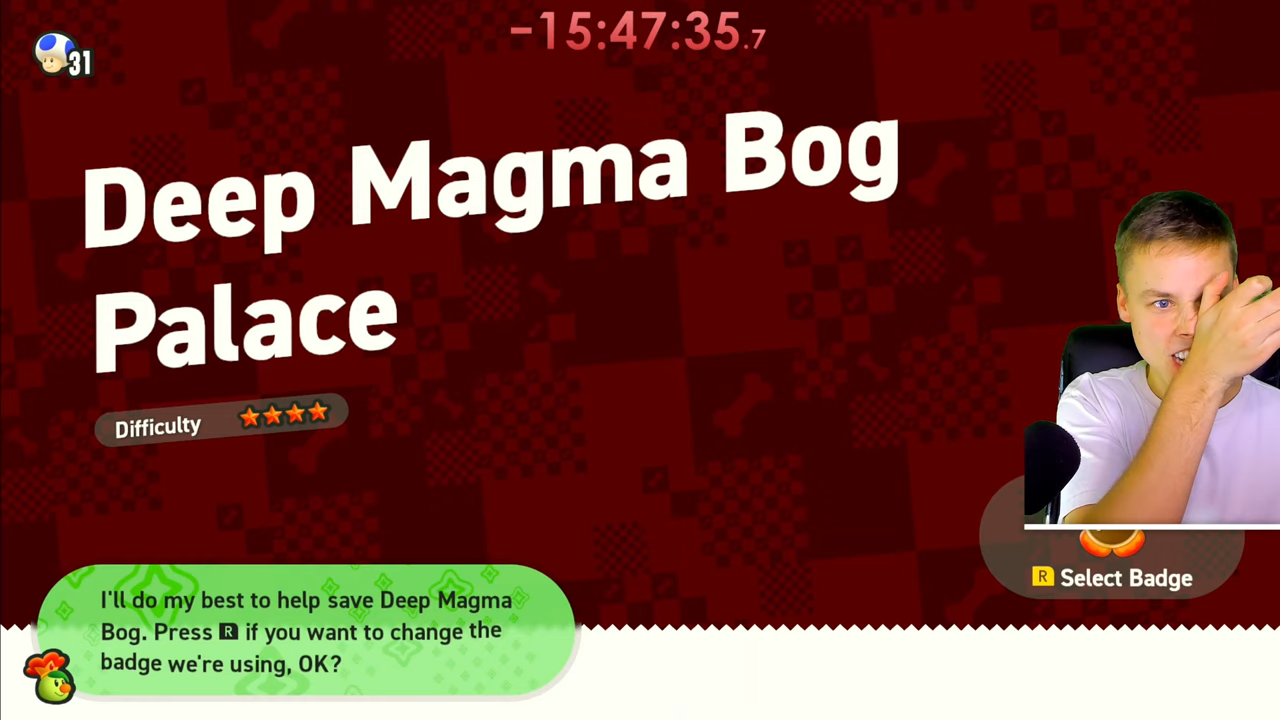 -15:47:35.7
31
Deep Magma Bog
Palace
Difficulty
I'll do my best to help save Deep Magma
Bog. Press R if you want to change the
badge we're using, OK?
R Select Badge